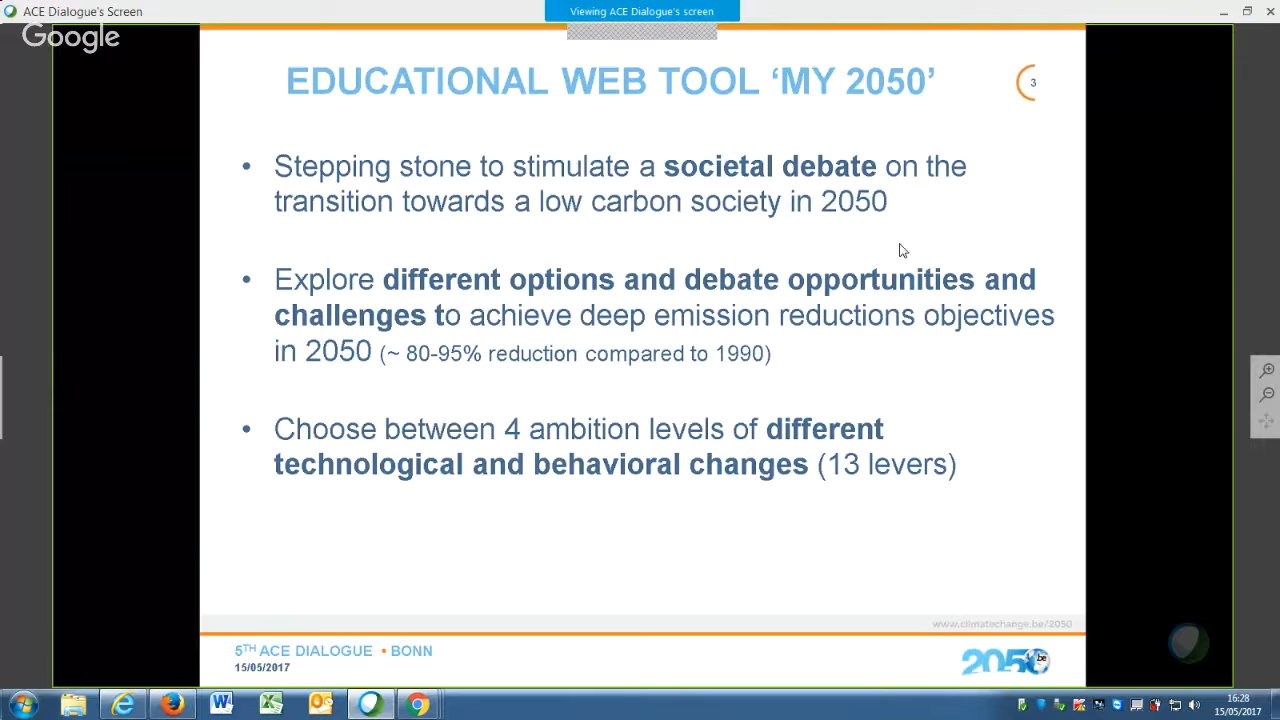 ACE Dialogue's Screen
Viewing ACE Dialogue's screen
Google
EDUCATIONAL WEB TOOL ‘MY 2050’
3
• Stepping stone to stimulate a societal debate on the
transition towards a low carbon society in 2050
• Explore different options and debate opportunities and
challenges to achieve deep emission reductions objectives
in 2050 (~ 80-95% reduction compared to 1990)
• Choose between 4 ambition levels of different
technological and behavioral changes (13 levers)
www.climatechange.be/2050
5TH ACE DIALOGUE • BONN
15/05/2017
2050 be
16:28
15/05/2017